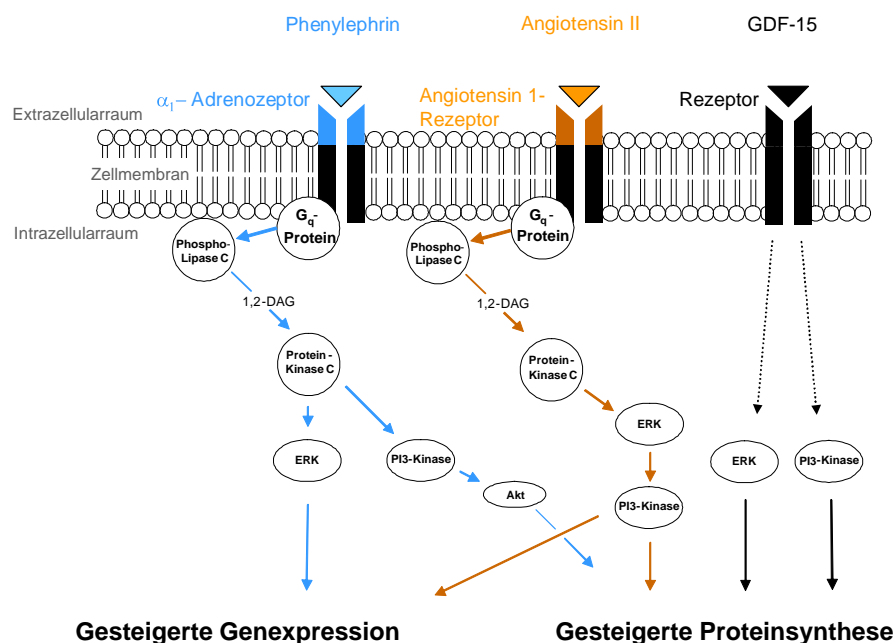 Phenylephrin
Angiotensin II
GDF-15
α1– Adrenozeptor
Angiotensin 1-
Rezeptor
Rezeptor
Extrazellularraum
Zellmembran
Intrazellularraum
Gq-
Protein
Phospho-
Lipase C
Gq-
Protein
Phospho-
Lipase C
1,2-DAG
1,2-DAG
Protein
Kinase C
Protein-
Kinase C
ERK
ERK
PI3-Kinase
Akt
PI3-Kinase
ERK
PI3-Kinase
Gesteigerte Genexpression
Gesteigerte Proteinsynthese